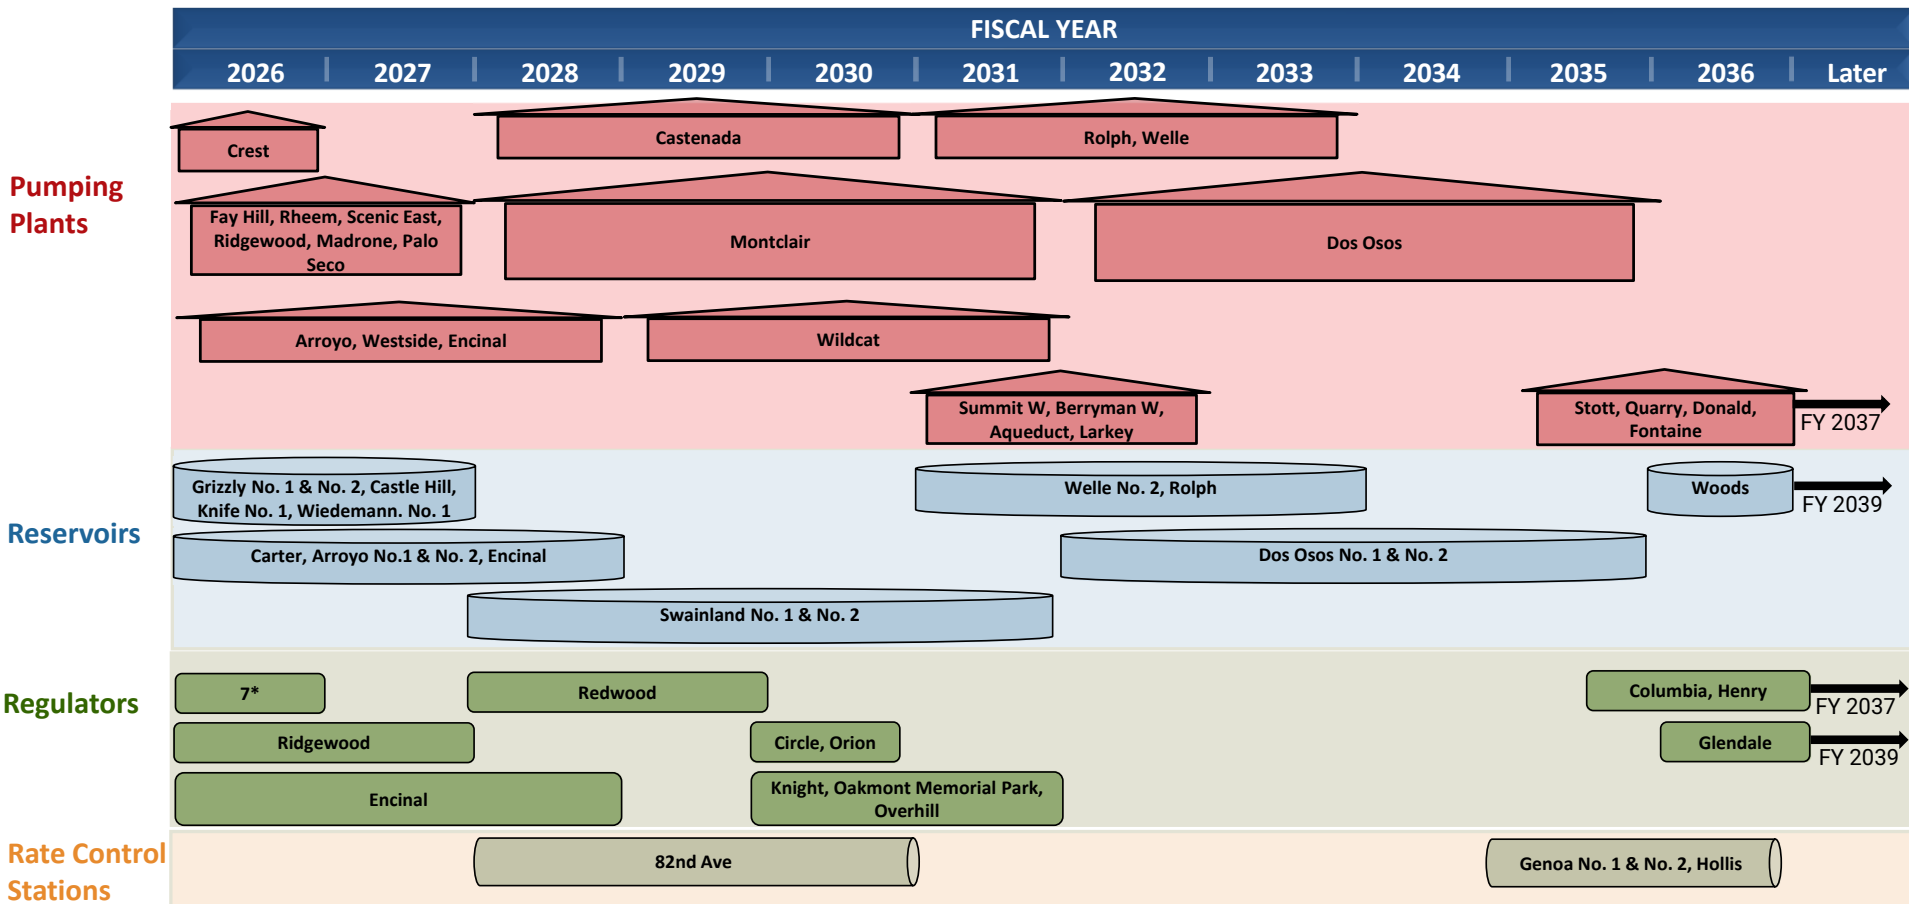 FISCAL YEAR
2026 2027 2028 2029 2030 2031 2032 2033 2034 2035 2036 Later
Pumping
Plants
Crest
Castenada
Rolph, Welle
Fay Hill, Rheem, Scenic East,
Ridgewood, Madrone, Palo
Seco
Montclair
Dos Osos
Arroyo, Westside, Encinal
Wildcat
Summit W, Berryman W,
Aqueduct, Larkey
Stott, Quarry, Donald,
Fontaine
FY 2037
Reservoirs
Grizzly No. 1 & No. 2, Castle Hill,
Knife No. 1, Wiedemann. No. 1
Welle No. 2, Rolph
Woods
FY 2039
Carter, Arroyo No.1 & No. 2, Encinal
Dos Osos No. 1 & No. 2
Swainland No. 1 & No. 2
Regulators
7*
Redwood
Columbia, Henry
FY 2037
Ridgewood
Circle, Orion
Glendale
FY 2039
Encinal
Knight, Oakmont Memorial Park,
Overhill
Rate Control
Stations
82nd Ave
Genoa No. 1 & No. 2, Hollis